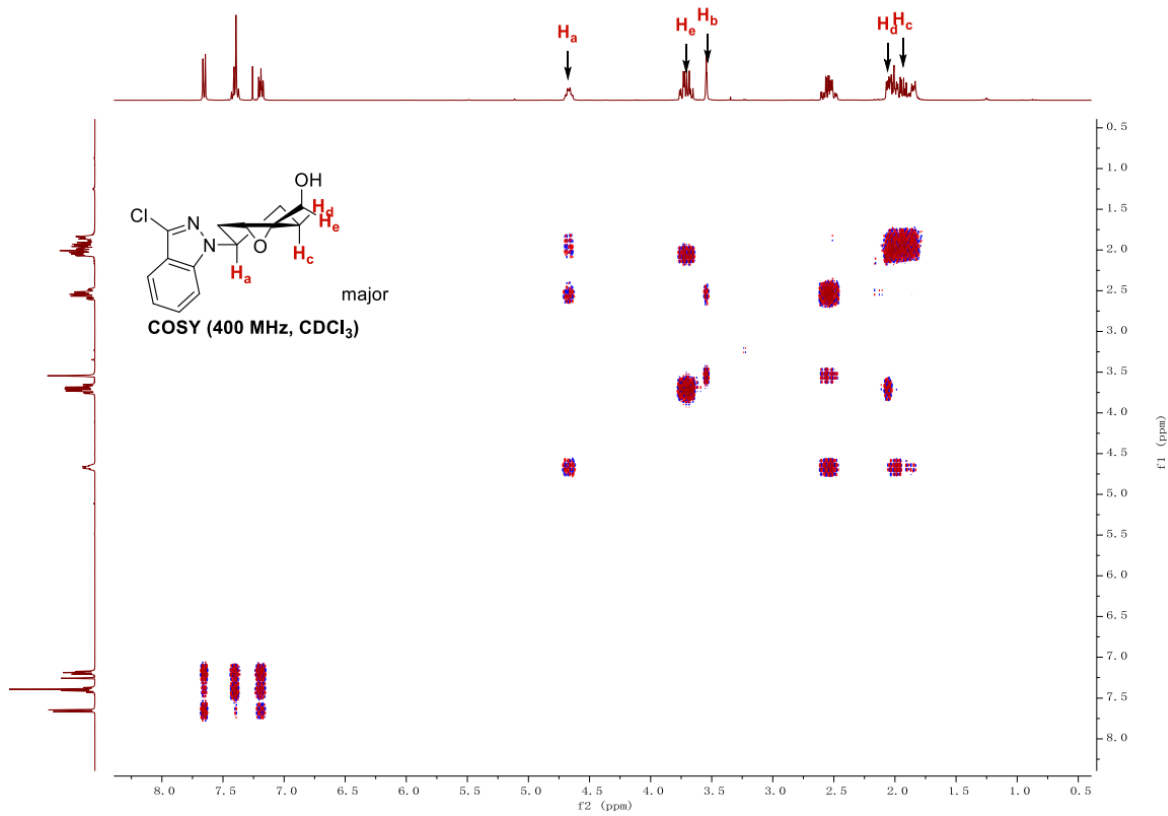 Ha
He
Hb
Hd
Hc
OH
Hd
He
Cl
N
N
O
Hc
Ha
major
COSY (400 MHz, CDCl3)
0.5
1.0
1.5
2.0
2.5
3.0
3.5
4.0
4.5
5.0
5.5
6.0
6.5
7.0
7.5
8.0
f1 (ppm)
8.0 7.5 7.0 6.5 6.0 5.5 5.0 4.5 4.0 3.5 3.0 2.5 2.0 1.5 1.0 0.5
f2 (ppm)